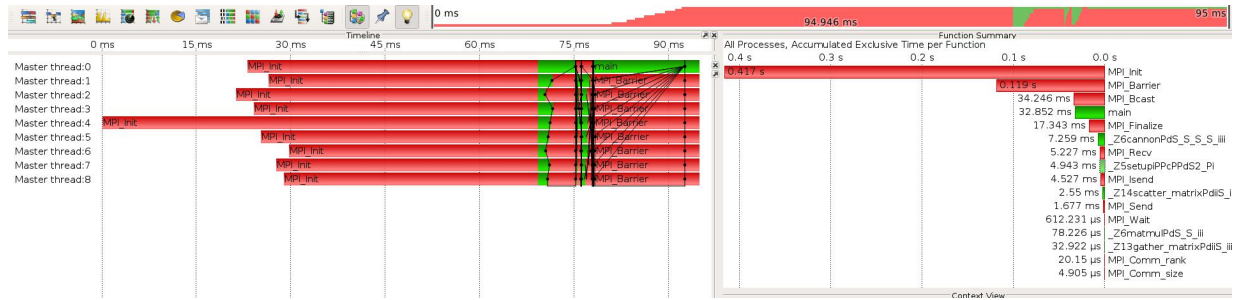 0 ms
94.946 ms
95 ms
Timeline
0 ms 15 ms 30 ms 45 ms 60 ms 75 ms 90 ms
Master thread:0 MPI_Init main
Master thread:1 MPI_Init MPI_Barrier
Master thread:2 MPI_Init MPI_Barrier
Master thread:3 MPI_Init MPI_Barrier
Master thread:4 MPI_Init MPI_Barrier
Master thread:5 MPI_Init MPI_Barrier
Master thread:6 MPI_Init MPI_Barrier
Master thread:7 MPI_Init MPI_Barrier
Master thread:8 MPI_Init MPI_Barrier
Function Summary
All Processes, Accumulated Exclusive Time per Function
0.4 s 0.3 s 0.2 s 0.1 s 0.0 s
0.417 s MPI_Init
0.119 s MPI_Barrier
34.246 ms MPI_Bcast
32.852 ms main
17.343 ms MPI_Finalize
7.259 ms _Z6cannonPdS_S_S_S_iiii
5.227 ms MPI_Recv
4.943 ms _Z5setupiPPcPPdS2_Pi
4.527 ms MPI_Isend
2.55 ms _Z14scatter_matrixPdiiS_i
1.677 ms MPI_Send
612.231 µs MPI_Wait
78.226 µs _Z6matmulPdS_S_iii
32.922 µs _Z13gather_matrixPdiiS_iii
20.15 µs MPI_Comm_rank
4.905 µs MPI_Comm_size
Context View